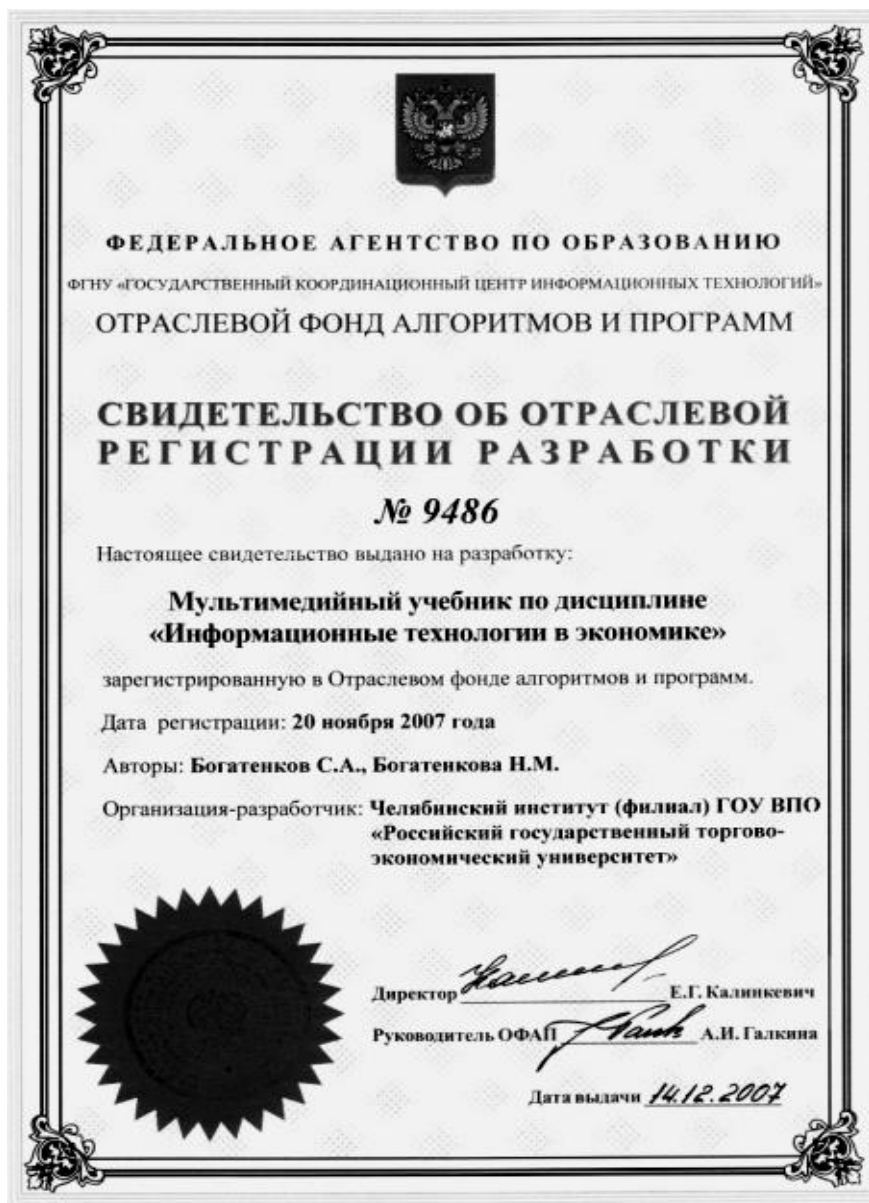 ФЕДЕРАЛЬНОЕ АГЕНТСТВО ПО ОБРАЗОВАНИЮ
ФГНУ «ГОСУДАРСТВЕННЫЙ КООРДИНАЦИОННЫЙ ЦЕНТР ИНФОРМАЦИОННЫХ ТЕХНОЛОГИЙ»
ОТРАСЛЕВОЙ ФОНД АЛГОРИТМОВ И ПРОГРАММ
СВИДЕТЕЛЬСТВО ОБ ОТРАСЛЕВОЙ
РЕГИСТРАЦИИ РАЗРАБОТКИ
№ 9486
Настоящее свидетельство выдано на разработку:
Мультимедийный учебник по дисциплине
«Информационные технологии в экономике»
зарегистрированную в Отраслевом фонде алгоритмов и программ.
Дата регистрации: 20 ноября 2007 года
Авторы: Богатенков С.А., Богатенкова Н.М.
Организация-разработчик: Челябинский институт (филиал) ГОУ ВПО
«Российский государственный торгово-
экономический университет»
Директор Е.Г. Калинкевич
Руководитель ОФАП А.И. Галкина
Дата выдачи 14.12.2007